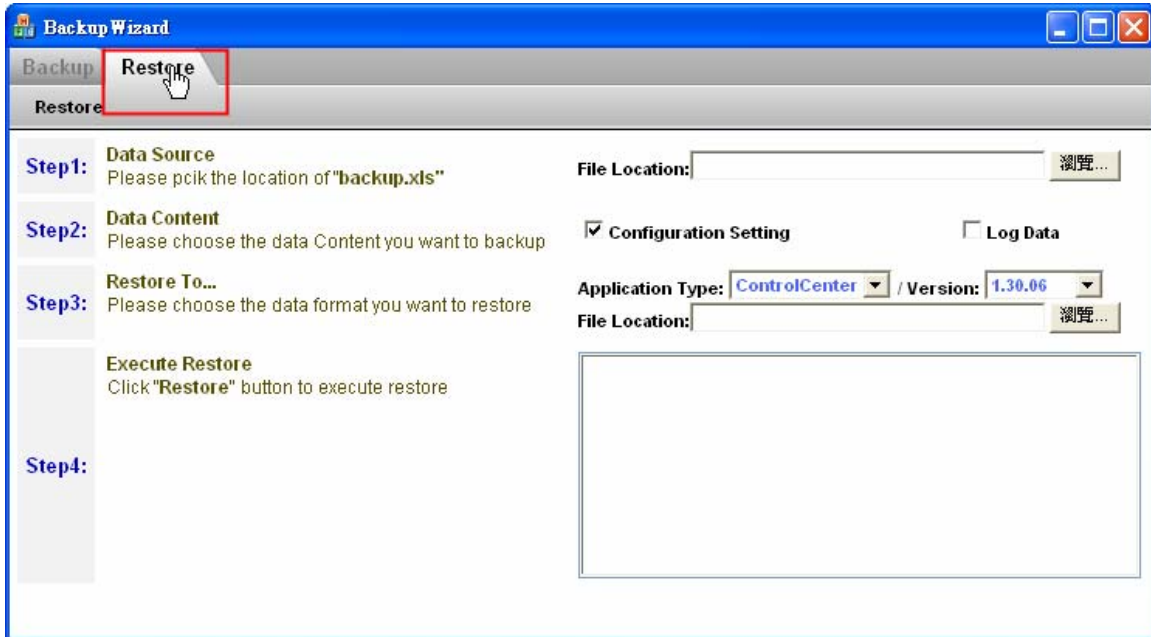 Backup Wizard
Backup Restore
Restore
Step1: Data Source
Please pcik the location of "backup.xls"
File Location: 瀏覽...
Step2: Data Content
Please choose the data Content you want to backup
Configuration Setting Log Data
Step3: Restore To...
Please choose the data format you want to restore
Application Type: ControlCenter / Version: 1.30.06
File Location: 瀏覽...
Step4: Execute Restore
Click "Restore" button to execute restore